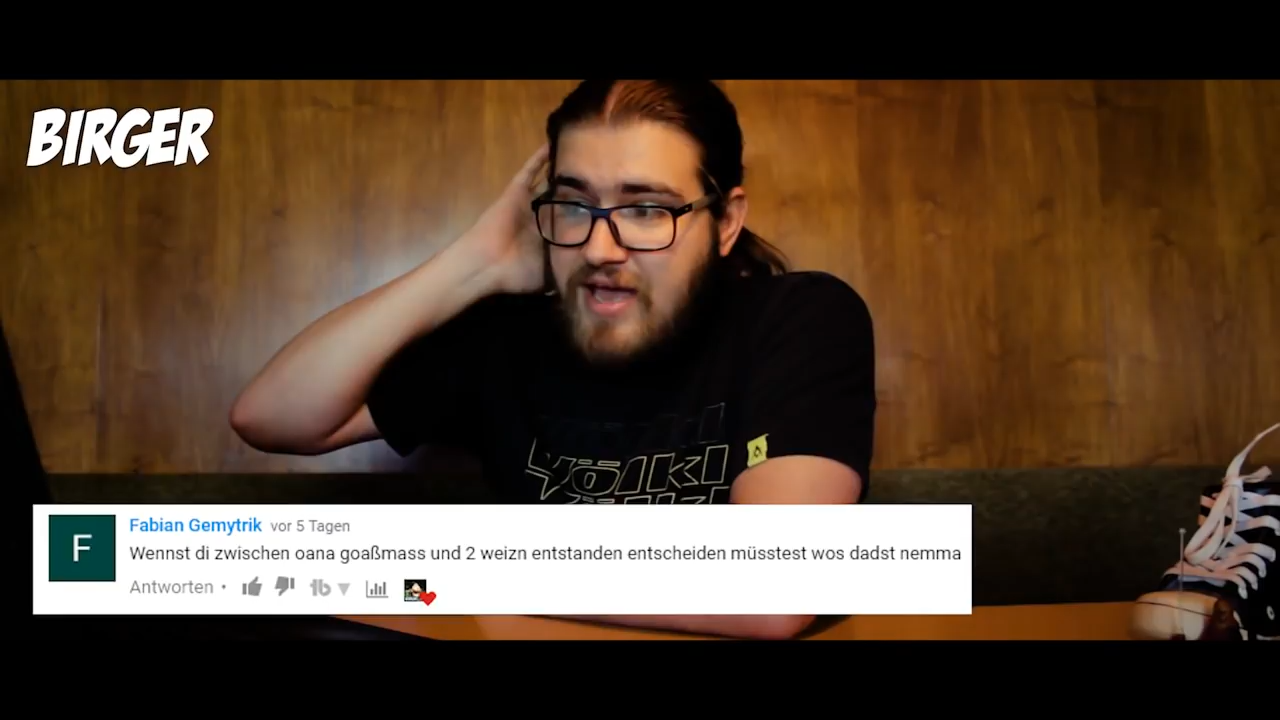 BIRGER
völkl
F
Fabian Gemytrik vor 5 Tagen
Wennst di zwischen oana goaßmass und 2 weizn entstanden entscheiden müsstest wos dadst nemma
Antworten •